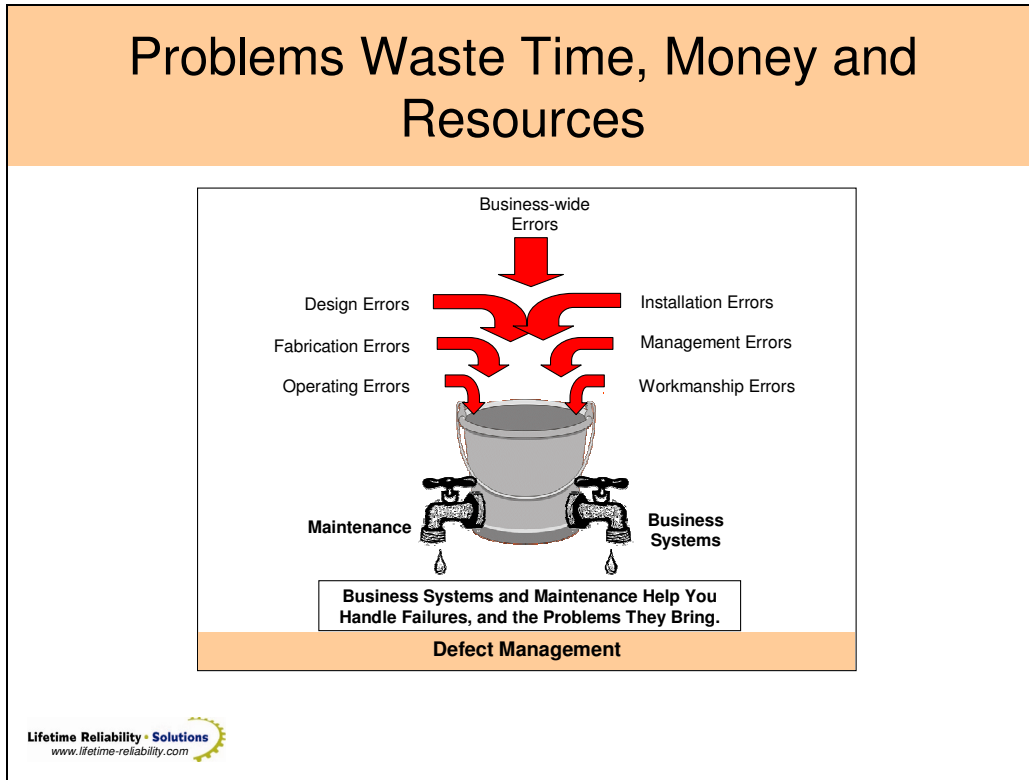 Problems Waste Time, Money and
Resources
Business-wide
Errors
Design Errors
Installation Errors
Fabrication Errors
Management Errors
Operating Errors
Workmanship Errors
Maintenance
Business
Systems
Business Systems and Maintenance Help You
Handle Failures, and the Problems They Bring.
Defect Management
Lifetime Reliability • Solutions
www.lifetime-reliability.com